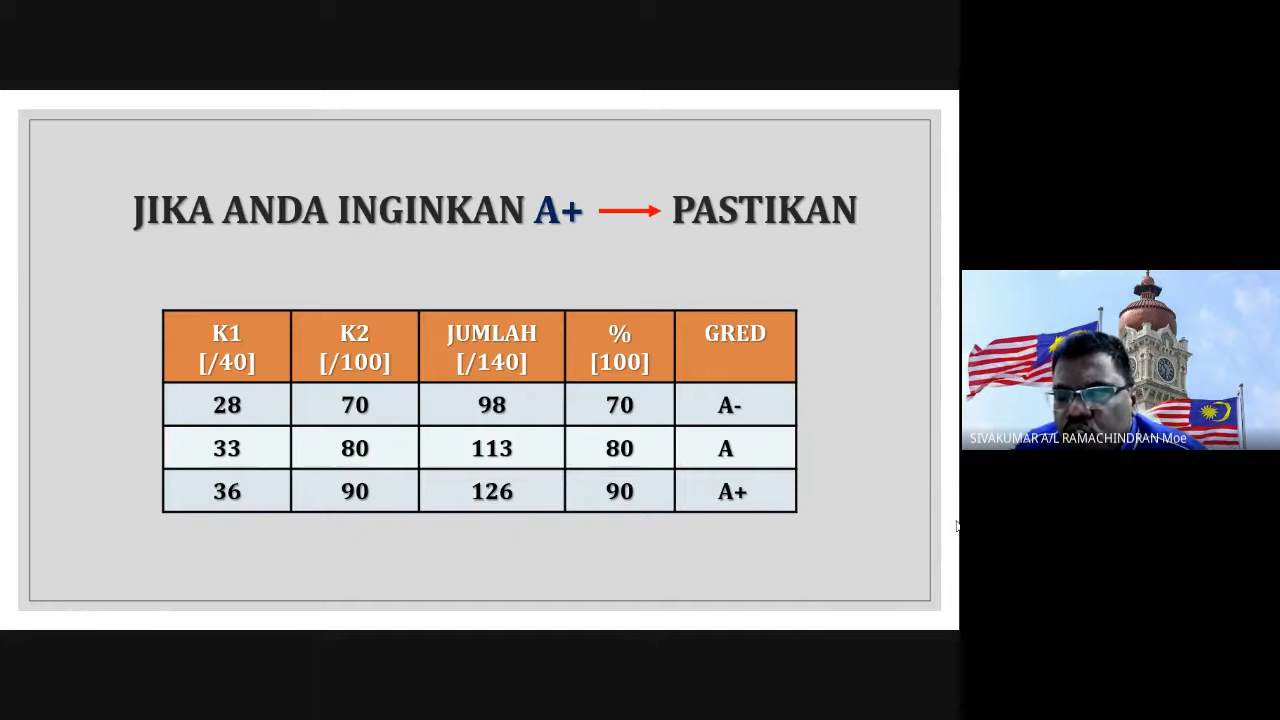 JIKA ANDA INGINKAN A+ PASTIKAN
K1 K2 JUMLAH % GRED
[/40] [/100] [/140] [100]
28 70 98 70 A-
33 80 113 80 A
36 90 126 90 A+
SIVAKUMAR A/L RAMACHINDRAN Moe